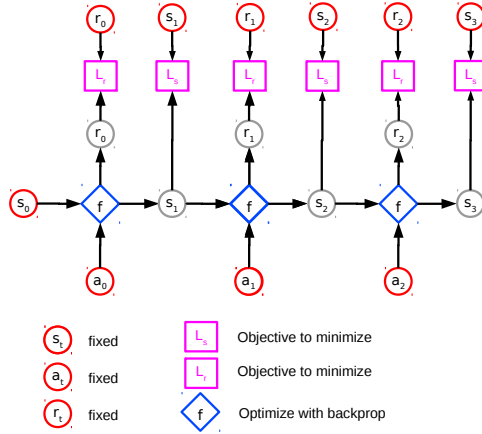 r₀ s₁ r₁ s₂ r₂ s₃
Lᵣ Lₛ Lᵣ Lₛ Lᵣ Lₛ
r₀ r₁ r₂
s₀ f s₁ f s₂ f s₃
a₀ a₁ a₂
sₜ fixed Lₛ Objective to minimize
aₜ fixed Lᵣ Objective to minimize
rₜ fixed f Optimize with backprop